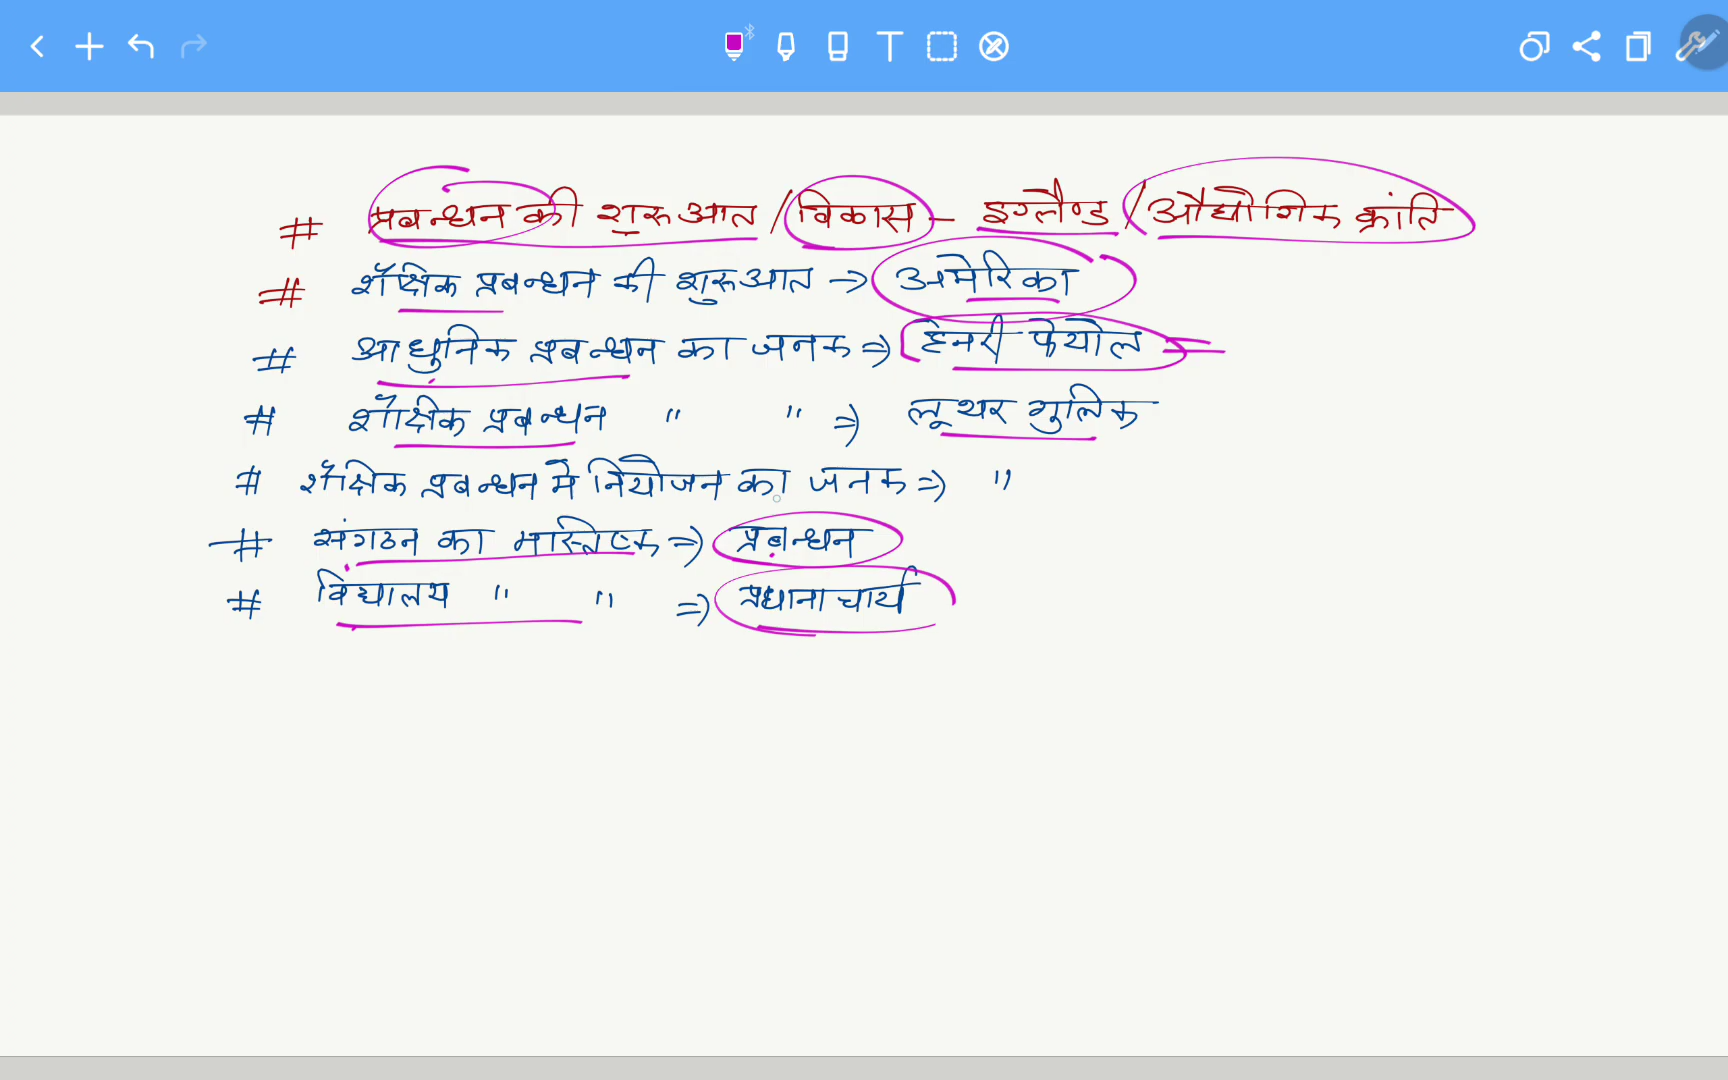 # प्रबन्धन की शुरुआत / विकास - इग्लैण्ड / औद्योगिक क्रांति
# शैक्षिक प्रबन्धन की शुरुआत → अमेरिका
# आधुनिक प्रबन्धन का जनक ⇒ हेनरी फेयोल
# शैक्षिक प्रबन्धन " " ⇒ लूथर गुलिक
# शैक्षिक प्रबन्धन मे नियोजन का जनक ⇒ "
# संगठन का मास्तिष्क ⇒ प्रबन्धन
# विद्यालय " " ⇒ प्रधानाचार्य